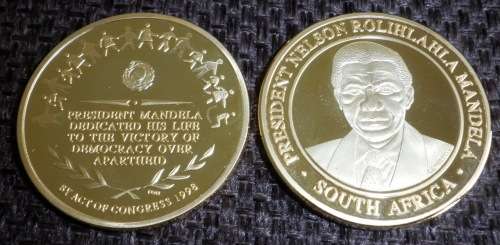 PRESIDENT MANDELA
DEDICATED HIS LIFE
TO THE VICTORY OF
DEMOCRACY OVER
APARTHEID
BY ACT OF CONGRESS 1998
PRESIDENT NELSON ROLIHLAHLA MANDELA
· SOUTH AFRICA ·